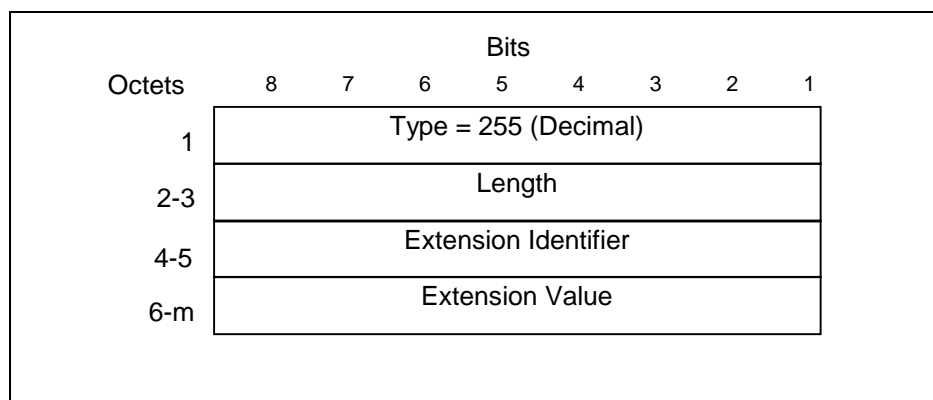 Bits
Octets 8 7 6 5 4 3 2 1
1 Type = 255 (Decimal)
2-3 Length
4-5 Extension Identifier
6-m Extension Value